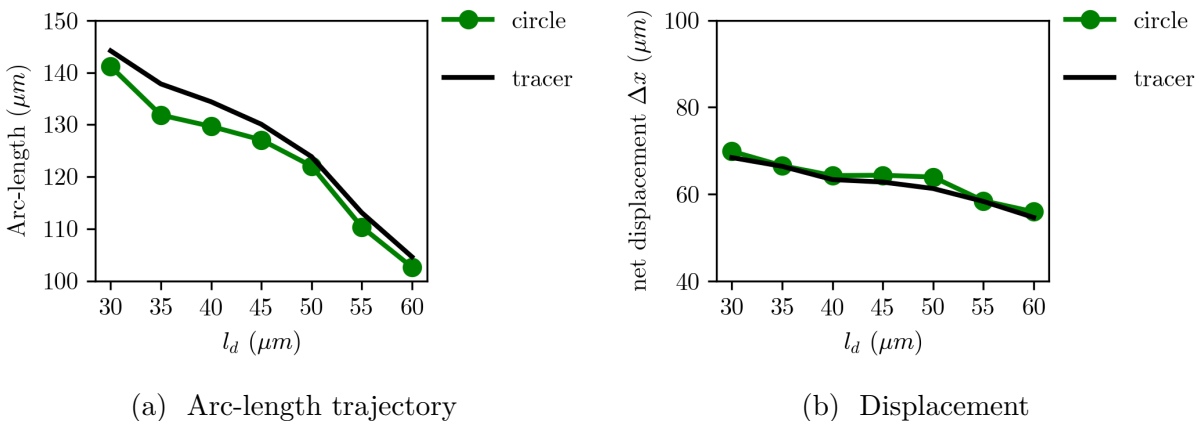 150
140
130
120
110
100
Arc-length (μm)
30 35 40 45 50 55 60
l_d (μm)
circle
tracer
(a) Arc-length trajectory
100
80
60
40
net displacement Δx (μm)
30 35 40 45 50 55 60
l_d (μm)
circle
tracer
(b) Displacement